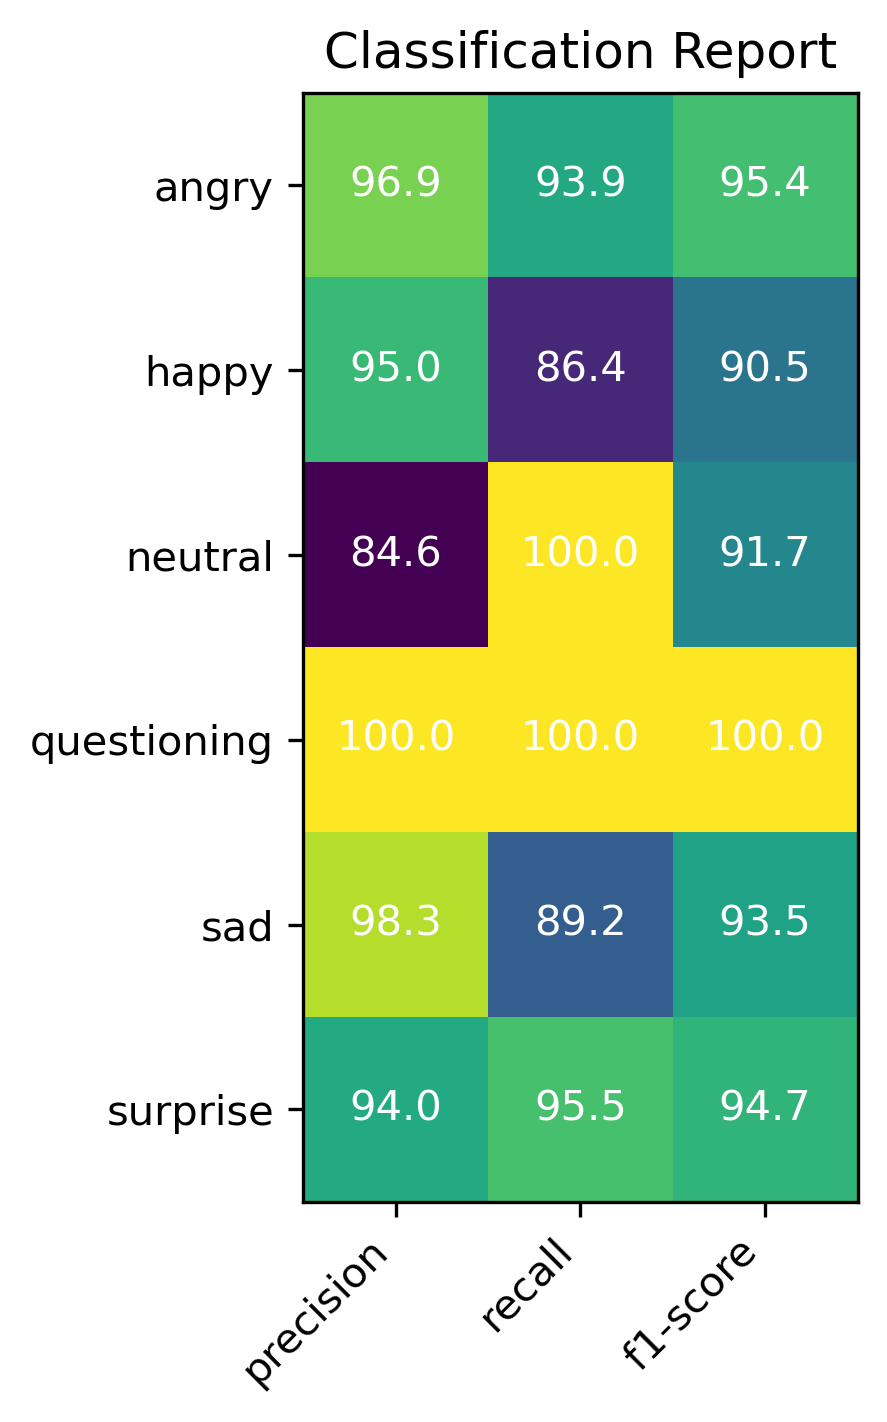 Classification Report
angry 96.9 93.9 95.4
happy 95.0 86.4 90.5
neutral 84.6 100.0 91.7
questioning 100.0 100.0 100.0
sad 98.3 89.2 93.5
surprise 94.0 95.5 94.7
precision recall f1-score